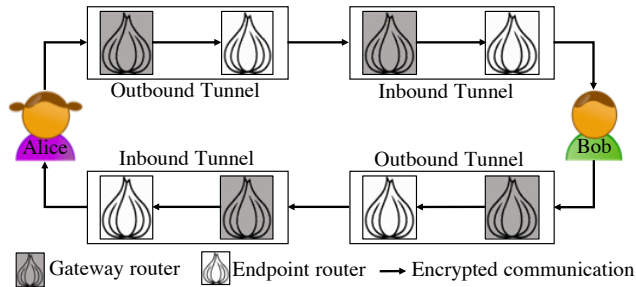 Outbound Tunnel
Inbound Tunnel
Alice
Bob
Inbound Tunnel
Outbound Tunnel
Gateway router
Endpoint router
Encrypted communication